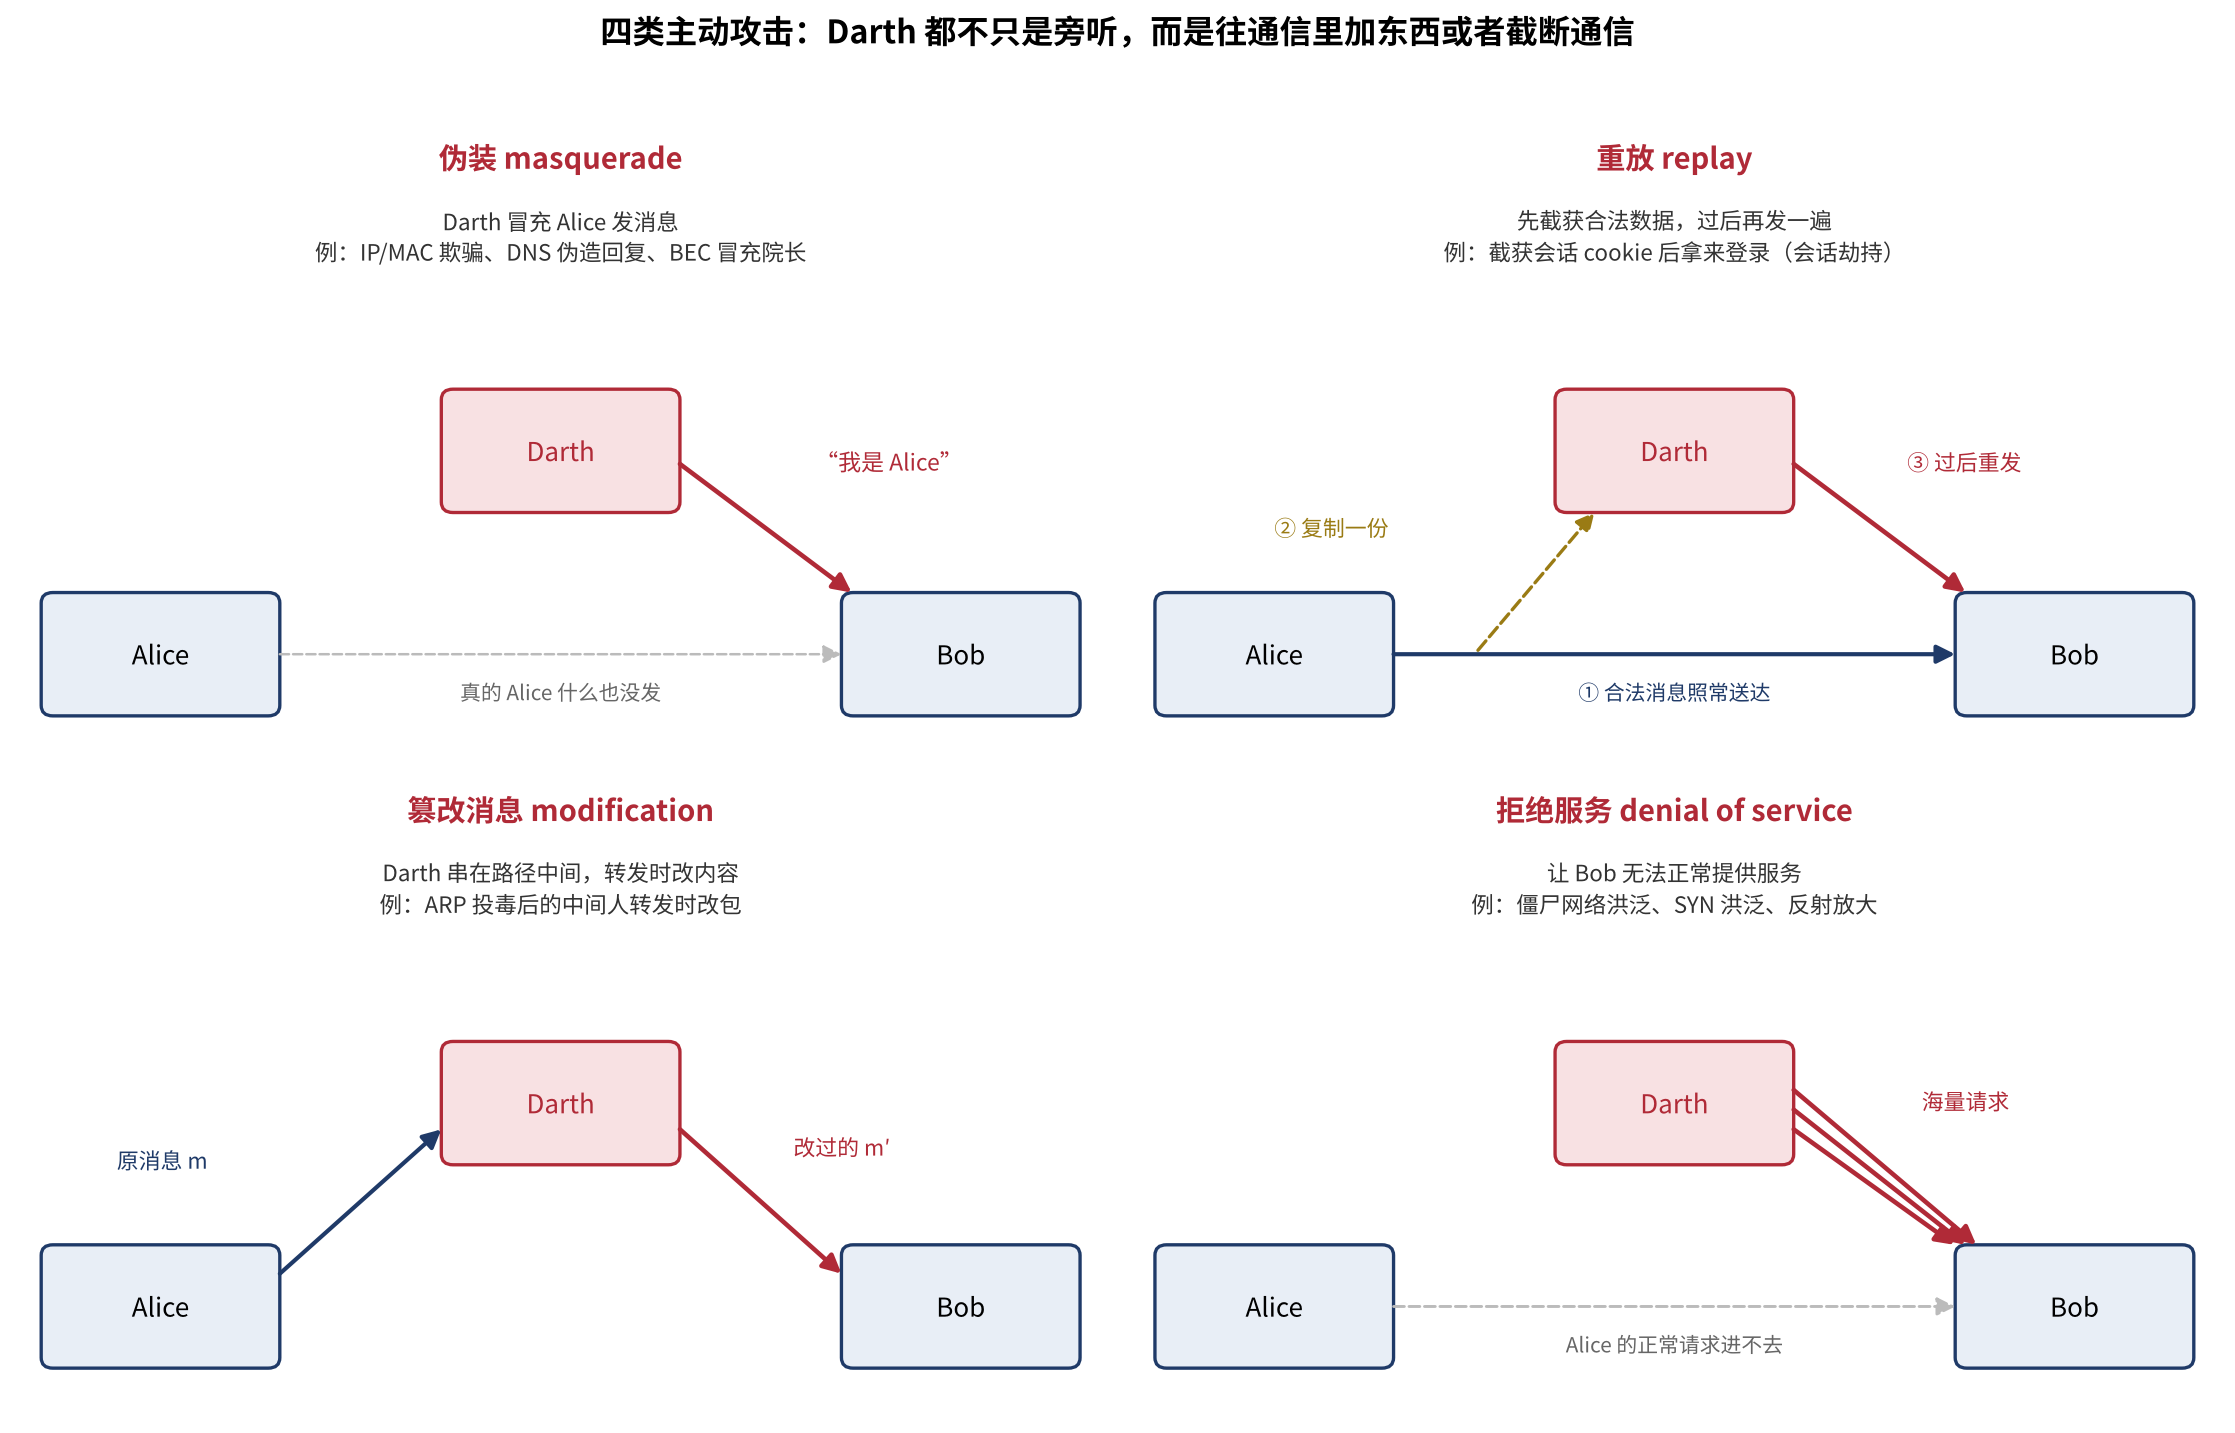 四类主动攻击：Darth 都不只是旁听，而是往通信里加东西或者截断通信
伪装 masquerade
Darth 冒充 Alice 发消息
例：IP/MAC 欺骗、DNS 伪造回复、BEC 冒充院长
Darth
“我是 Alice”
Alice
Bob
真的 Alice 什么也没发
重放 replay
先截获合法数据，过后再发一遍
例：截获会话 cookie 后拿来登录（会话劫持）
Darth
③ 过后重发
② 复制一份
Alice
Bob
① 合法消息照常送达
篡改消息 modification
Darth 串在路径中间，转发时改内容
例：ARP 投毒后的中间人转发时改包
Darth
改过的 m′
原消息 m
Alice
Bob
拒绝服务 denial of service
让 Bob 无法正常提供服务
例：僵尸网络洪泛、SYN 洪泛、反射放大
Darth
海量请求
Alice
Bob
Alice 的正常请求进不去